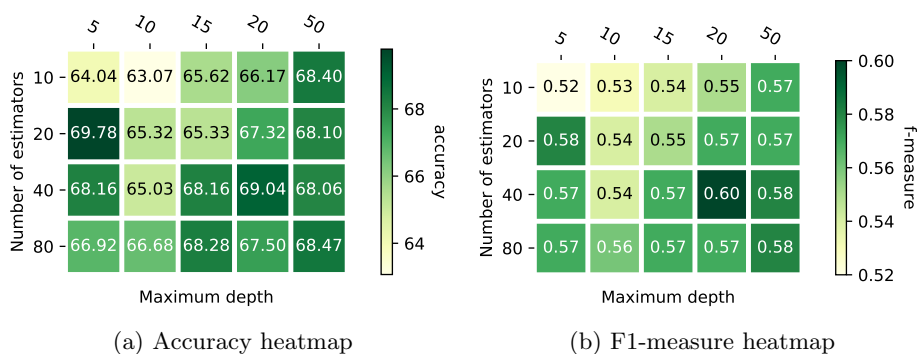 5 10 15 20 50
Number of estimators
10 64.04 63.07 65.62 66.17 68.40
20 69.78 65.32 65.33 67.32 68.10
40 68.16 65.03 68.16 69.04 68.06
80 66.92 66.68 68.28 67.50 68.47
Maximum depth
68
66
64
accuracy
(a) Accuracy heatmap
5 10 15 20 50
Number of estimators
10 0.52 0.53 0.54 0.55 0.57
20 0.58 0.54 0.55 0.57 0.57
40 0.57 0.54 0.57 0.60 0.58
80 0.57 0.56 0.57 0.57 0.58
Maximum depth
0.60
0.58
0.56
0.54
0.52
f-measure
(b) F1-measure heatmap